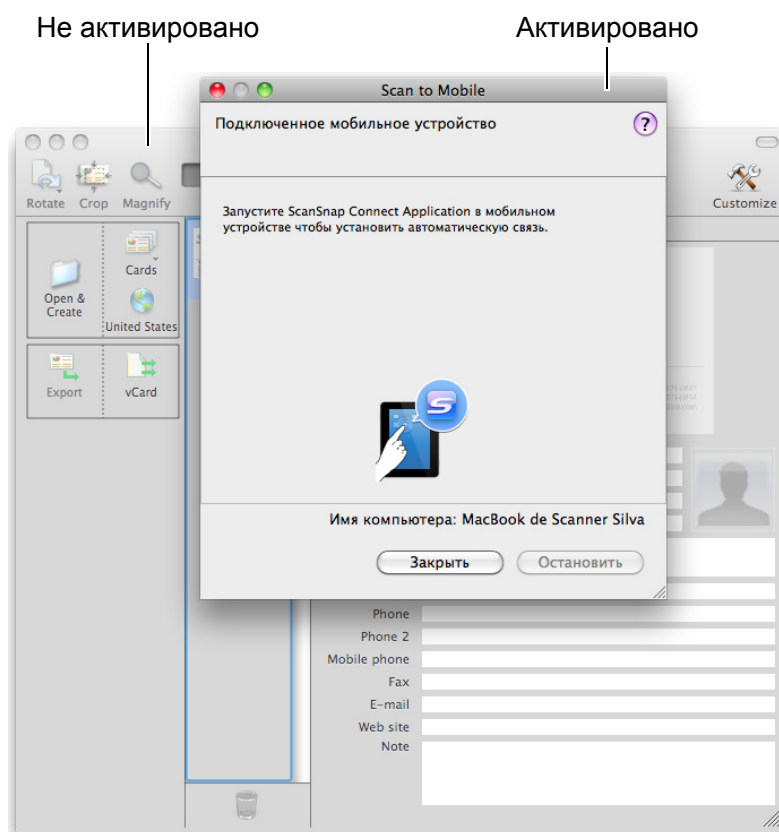 Не активировано
Активировано
Scan to Mobile
Подключенное мобильное устройство
?
Rotate
Crop
Magnify
Customize
Запустите ScanSnap Connect Application в мобильном
устройстве чтобы установить автоматическую связь.
Open &
Create
Cards
United States
Export
vCard
S
Имя компьютера: MacBook de Scanner Silva
Закрыть
Остановить
Phone
Phone 2
Mobile phone
Fax
E-mail
Web site
Note